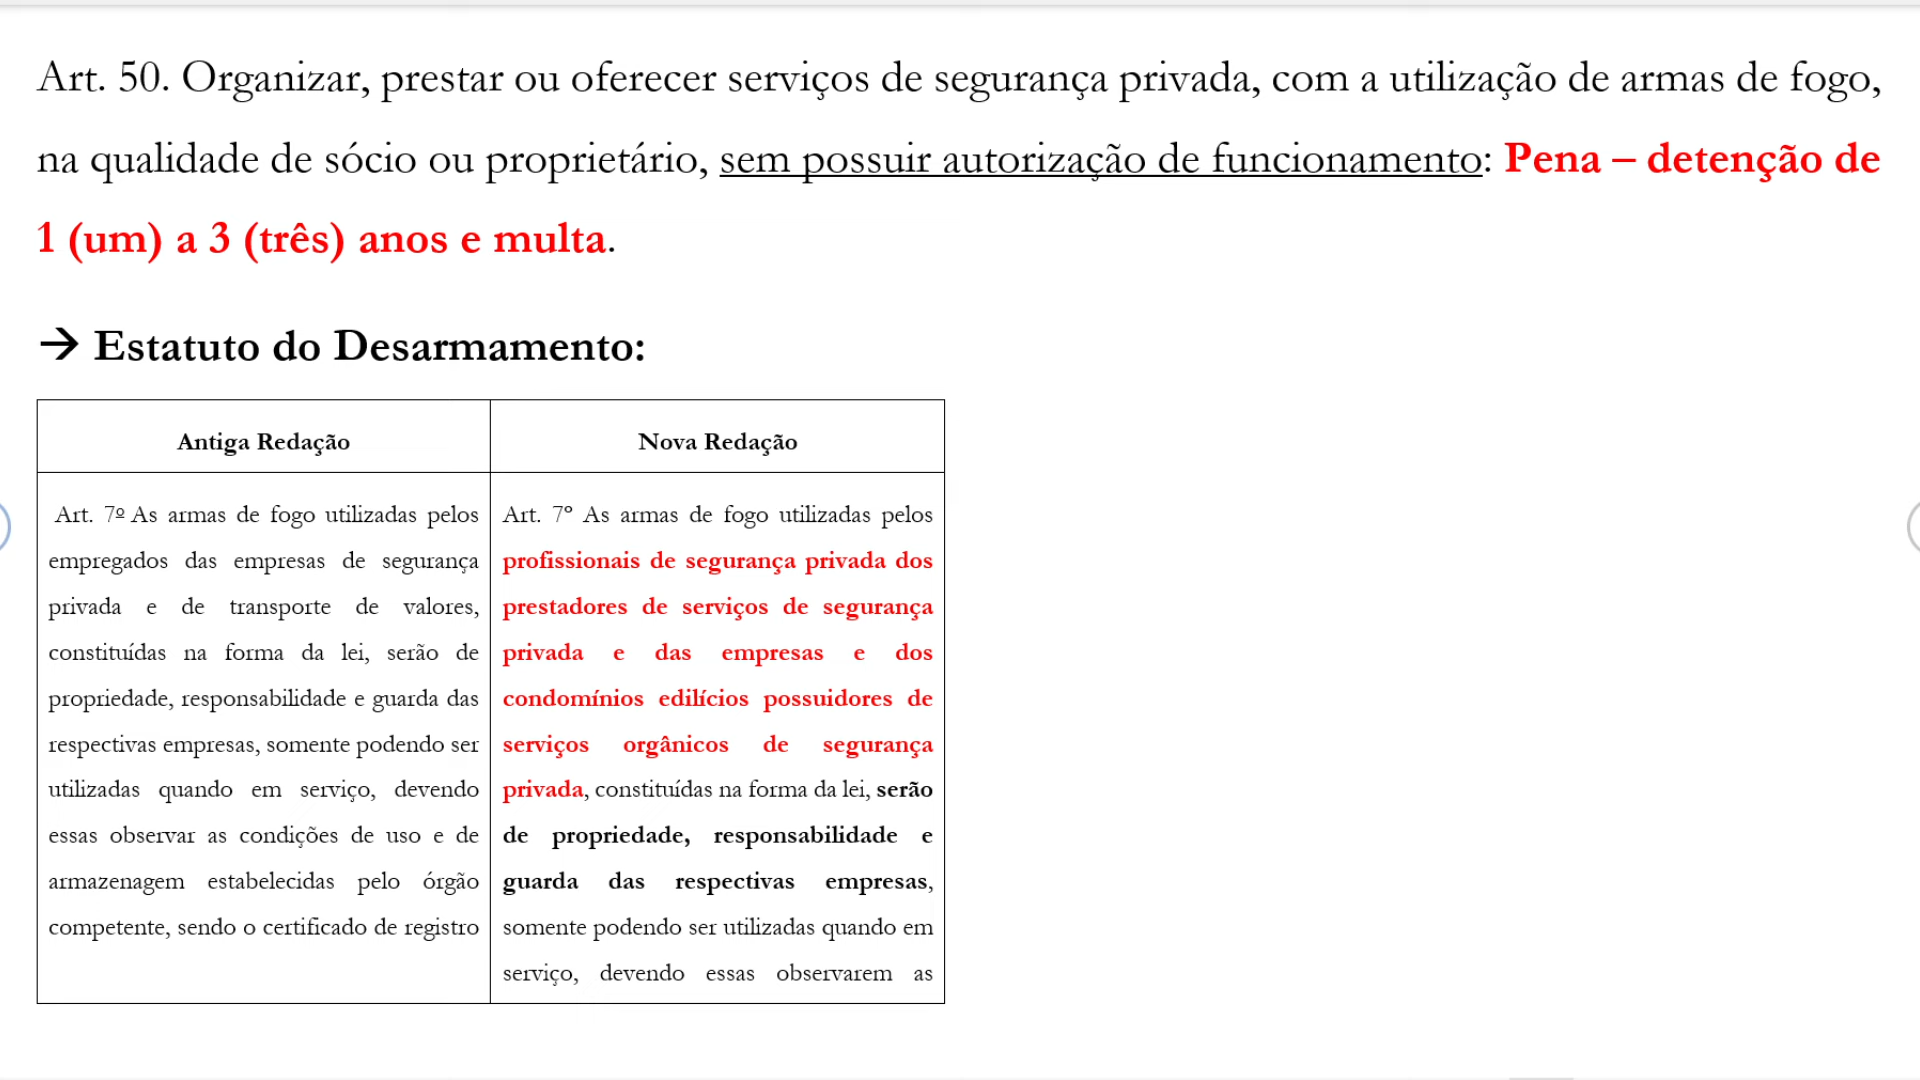 Art. 50. Organizar, prestar ou oferecer serviços de segurança privada, com a utilização de armas de fogo,
na qualidade de sócio ou proprietário, sem possuir autorização de funcionamento: Pena – detenção de
1 (um) a 3 (três) anos e multa.
→ Estatuto do Desarmamento:
Antiga Redação
Art. 7º As armas de fogo utilizadas pelos
empregados das empresas de segurança
privada e de transporte de valores,
constituídas na forma da lei, serão de
propriedade, responsabilidade e guarda das
respectivas empresas, somente podendo ser
utilizadas quando em serviço, devendo
essas observar as condições de uso e de
armazenagem estabelecidas pelo órgão
competente, sendo o certificado de registro
Nova Redação
Art. 7º As armas de fogo utilizadas pelos
profissionais de segurança privada dos
prestadores de serviços de segurança
privada e das empresas e dos
condomínios edilícios possuidores de
serviços orgânicos de segurança
privada, constituídas na forma da lei, serão
de propriedade, responsabilidade e
guarda das respectivas empresas,
somente podendo ser utilizadas quando em
serviço, devendo essas observarem as